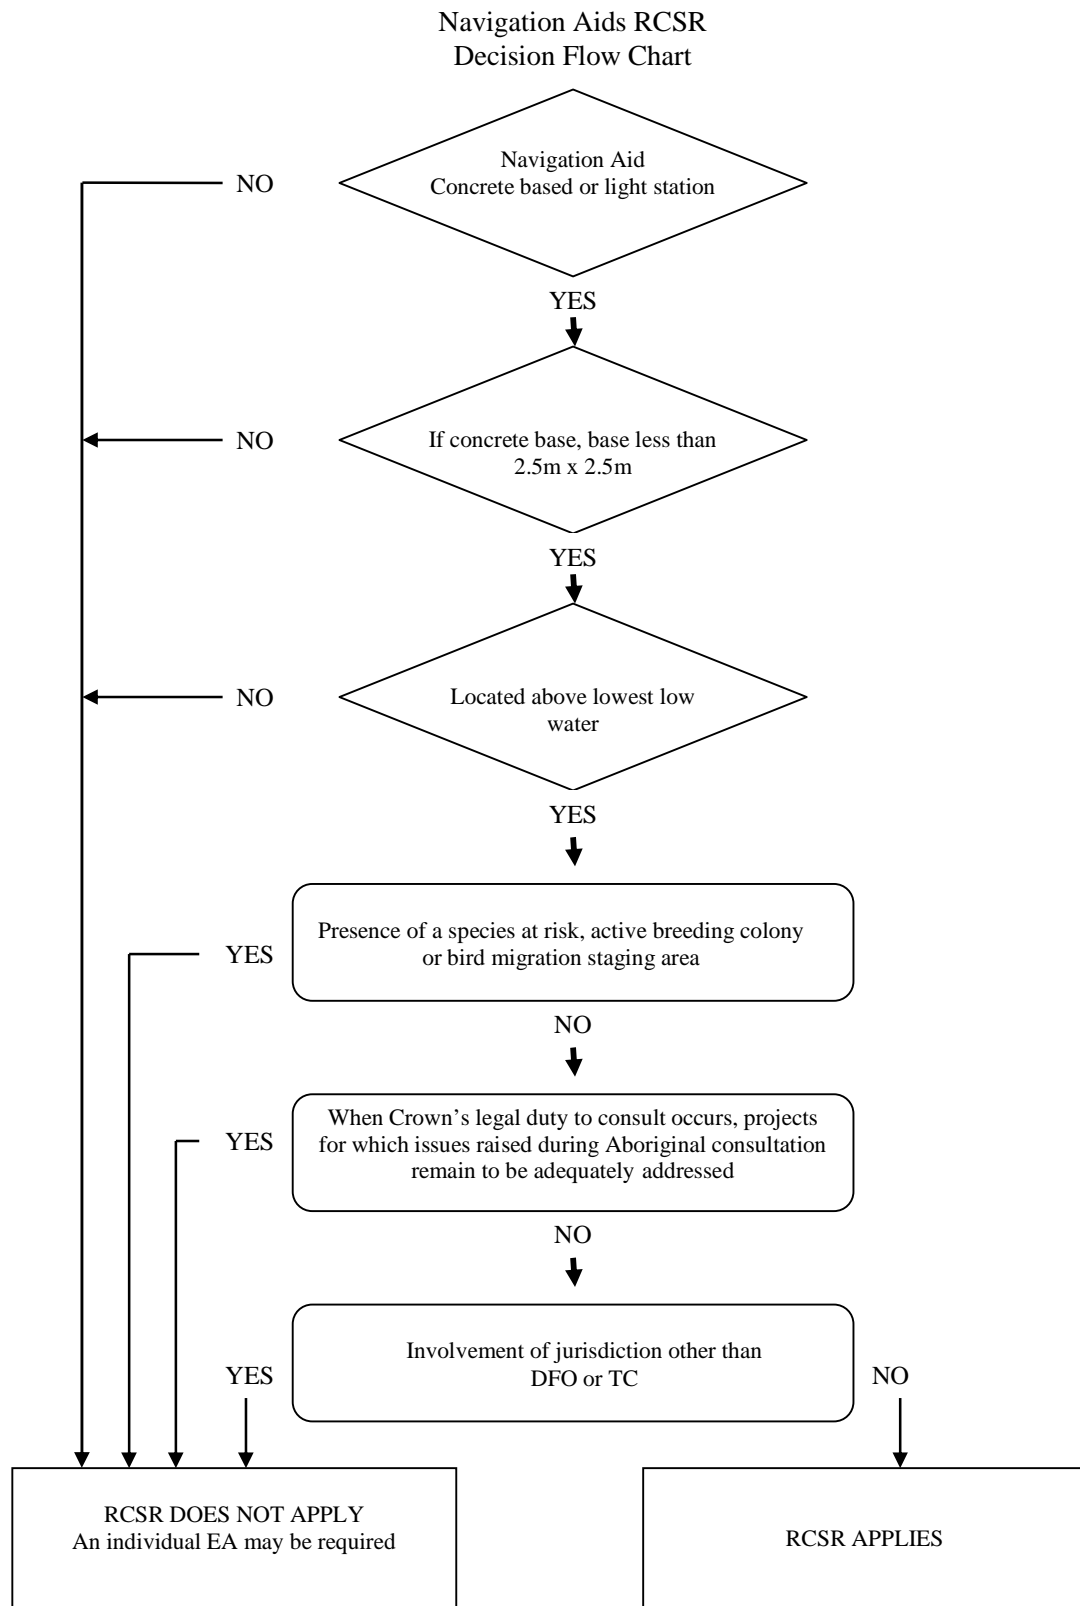 Navigation Aids RCSR
Decision Flow Chart
Navigation Aid
Concrete based or light station
NO
YES
If concrete base, base less than
2.5m x 2.5m
NO
YES
Located above lowest low
water
NO
YES
Presence of a species at risk, active breeding colony
or bird migration staging area
YES
NO
When Crown’s legal duty to consult occurs, projects
for which issues raised during Aboriginal consultation
remain to be adequately addressed
YES
NO
Involvement of jurisdiction other than
DFO or TC
YES
NO
RCSR DOES NOT APPLY
An individual EA may be required
RCSR APPLIES